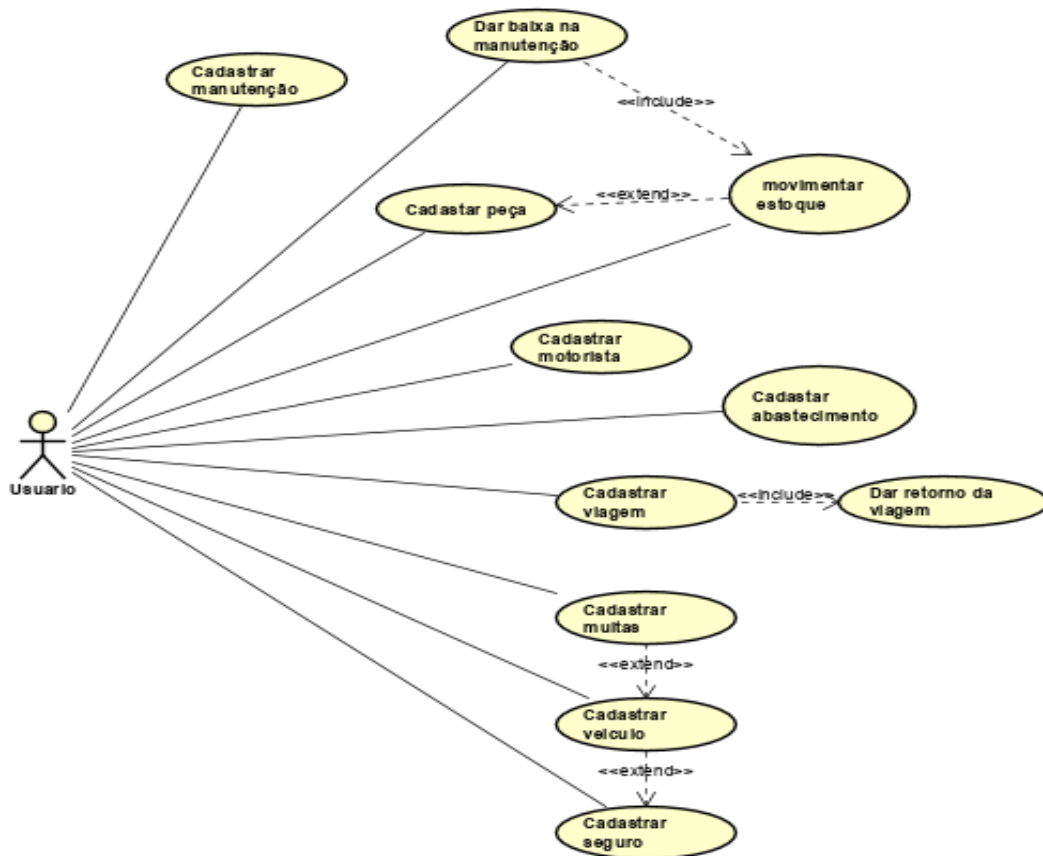 Dar baixa na
manutenção
Cadastrar
manutenção
<<include>>
movimentar
estoque
<<extend>>
Cadastar peça
Cadastrar
motorista
Cadastar
abastecimento
Usuario
Cadastrar
viagem
<<include>>
Dar retorno da
viagem
Cadastrar
multas
<<extend>>
Cadastrar
veiculo
<<extend>>
Cadastrar
seguro